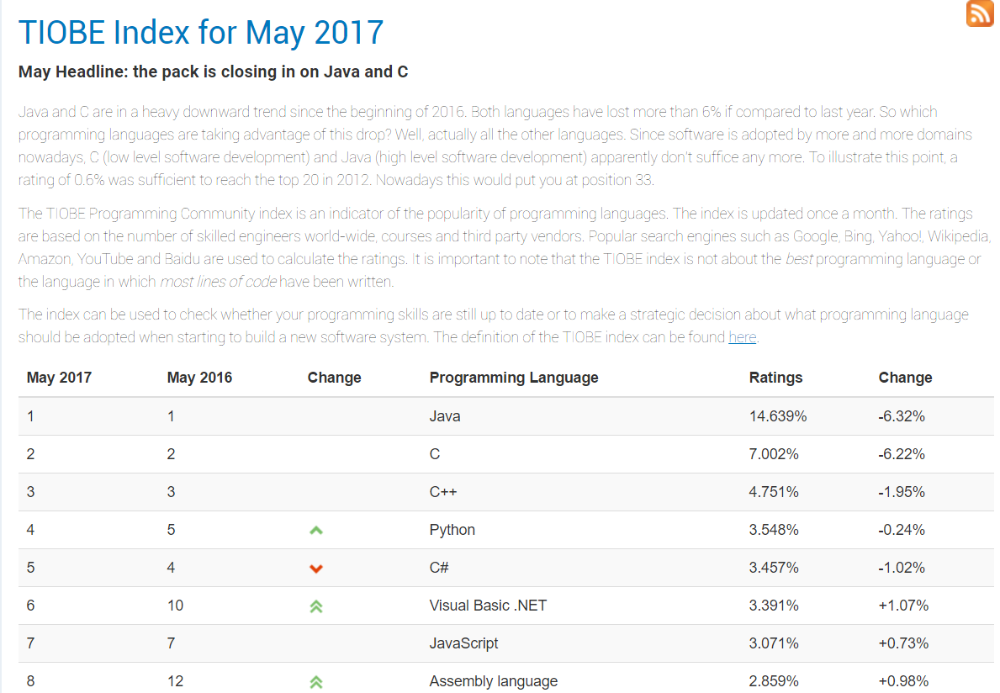 TIOBE Index for May 2017
May Headline: the pack is closing in on Java and C
Java and C are in a heavy downward trend since the beginning of 2016. Both languages have lost more than 6% if compared to last year. So which
programming languages are taking advantage of this drop? Well, actually all the other languages. Since software is adopted by more and more domains
nowadays, C (low level software development) and Java (high level software development) apparently don't suffice any more. To illustrate this point, a
rating of 0.6% was sufficient to reach the top 20 in 2012. Nowadays this would put you at position 33.
The TIOBE Programming Community index is an indicator of the popularity of programming languages. The index is updated once a month. The ratings
are based on the number of skilled engineers world-wide, courses and third party vendors. Popular search engines such as Google, Bing, Yahoo!, Wikipedia,
Amazon, YouTube and Baidu are used to calculate the ratings. It is important to note that the TIOBE index is not about the best programming language or
the language in which most lines of code have been written.
The index can be used to check whether your programming skills are still up to date or to make a strategic decision about what programming language
should be adopted when starting to build a new software system. The definition of the TIOBE index can be found here.
May 2017 May 2016 Change Programming Language Ratings Change
1 1 Java 14.639% -6.32%
2 2 C 7.002% -6.22%
3 3 C++ 4.751% -1.95%
4 5 Python 3.548% -0.24%
5 4 C# 3.457% -1.02%
6 10 Visual Basic .NET 3.391% +1.07%
7 7 JavaScript 3.071% +0.73%
8 12 Assembly language 2.859% +0.98%